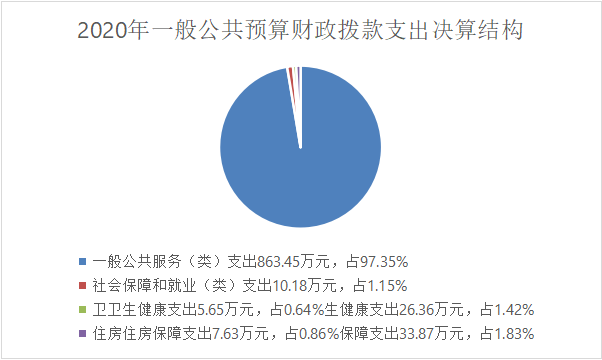 2020年一般公共预算财政拨款支出决算结构
一般公共服务（类）支出863.45万元，占97.35%
社会保障和就业（类）支出10.18万元，占1.15%
卫卫生健康支出5.65万元，占0.64%生健康支出26.36万元，占1.42%
住房住房保障支出7.63万元，占0.86%保障支出33.87万元，占1.83%